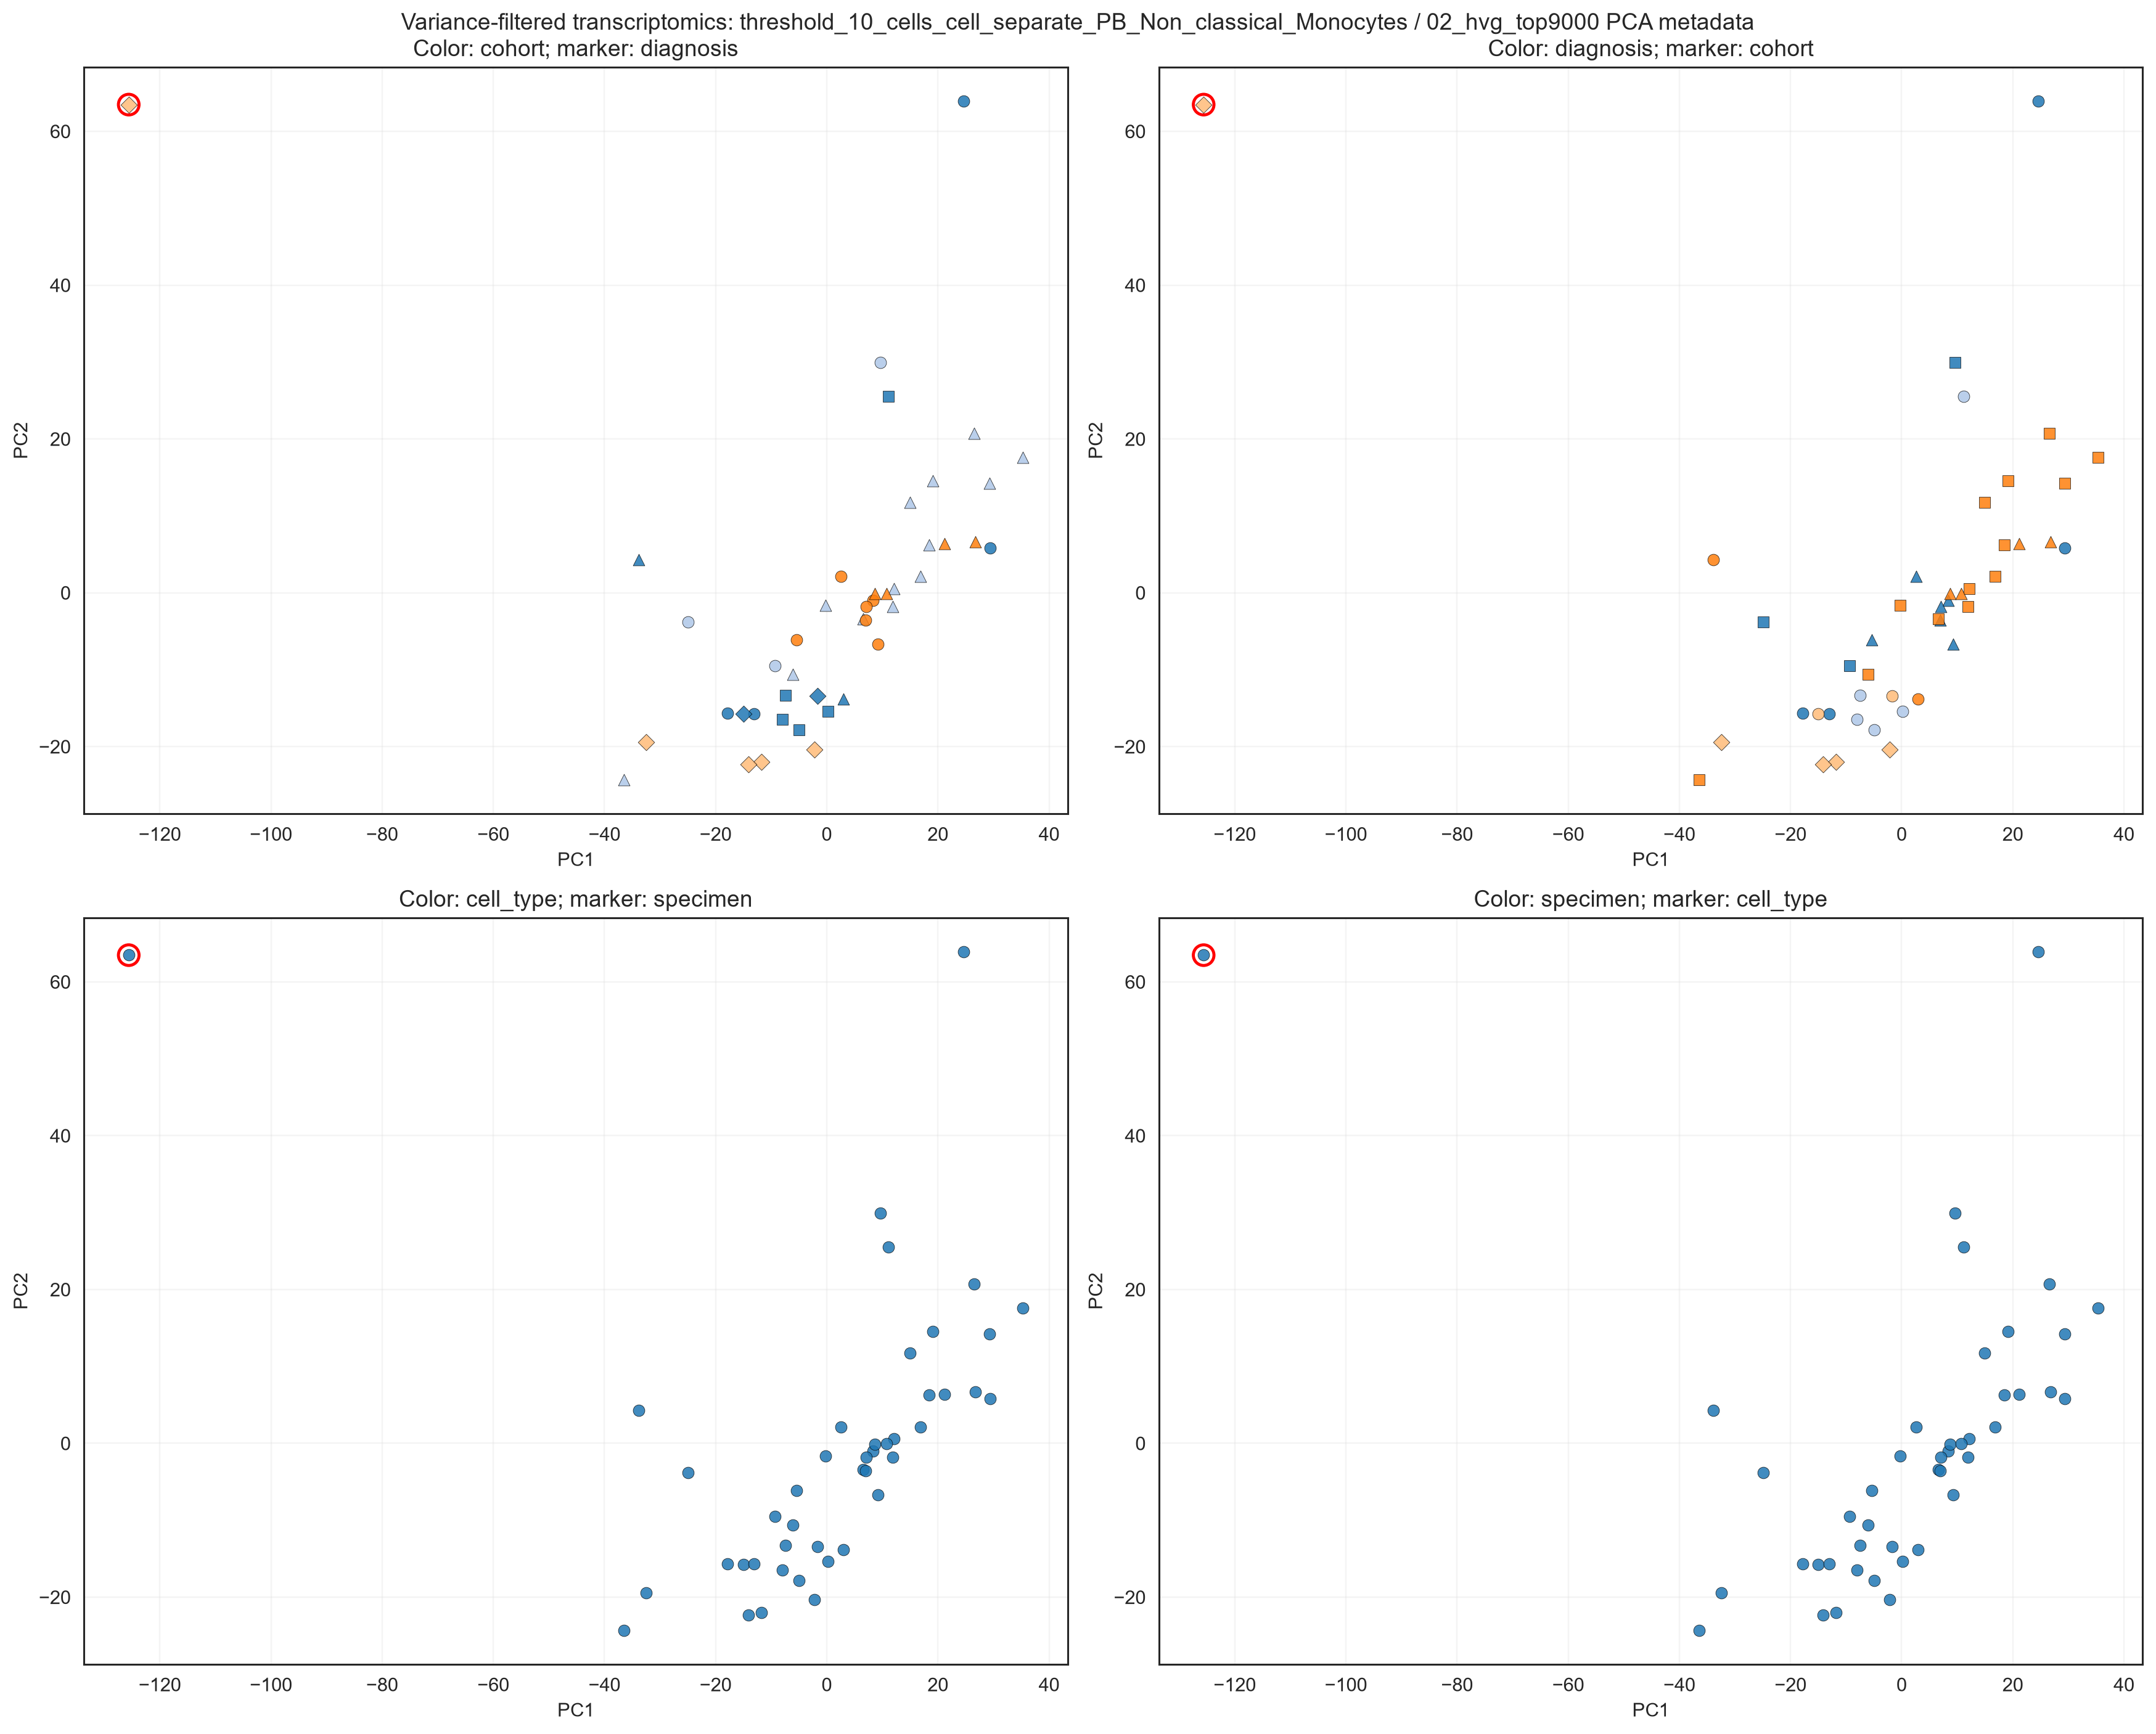 Variance-filtered transcriptomics: threshold_10_cells_cell_separate_PB_Non_classical_Monocytes / 02_hvg_top9000 PCA metadata
Color: cohort; marker: diagnosis
60
40
20
0
−20
PC2
−120 −100 −80 −60 −40 −20 0 20 40
PC1
Color: diagnosis; marker: cohort
60
40
20
0
−20
PC2
−120 −100 −80 −60 −40 −20 0 20 40
PC1
Color: cell_type; marker: specimen
60
40
20
0
−20
PC2
−120 −100 −80 −60 −40 −20 0 20 40
PC1
Color: specimen; marker: cell_type
60
40
20
0
−20
PC2
−120 −100 −80 −60 −40 −20 0 20 40
PC1